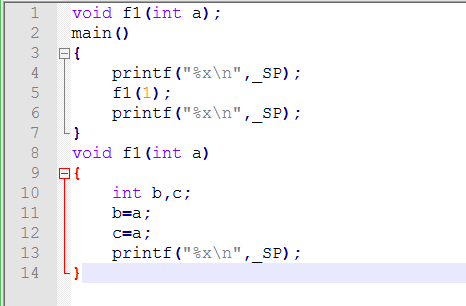 1 void f1(int a);
2 main()
3 {
4 printf("%x\n",_SP);
5 f1(1);
6 printf("%x\n",_SP);
7 }
8 void f1(int a)
9 {
10 int b,c;
11 b=a;
12 c=a;
13 printf("%x\n",_SP);
14 }